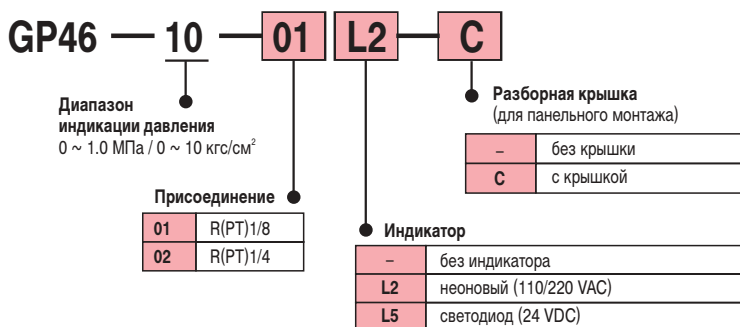 GP46 — 10 — 01 L2 — C
Диапазон
индикации давления
0 ~ 1.0 МПа / 0 ~ 10 кгс/см²
Присоединение
01 R(PT)1/8
02 R(PT)1/4
Разборная крышка
(для панельного монтажа)
– без крышки
C с крышкой
Индикатор
– без индикатора
L2 неоновый (110/220 VAC)
L5 светодиод (24 VDC)